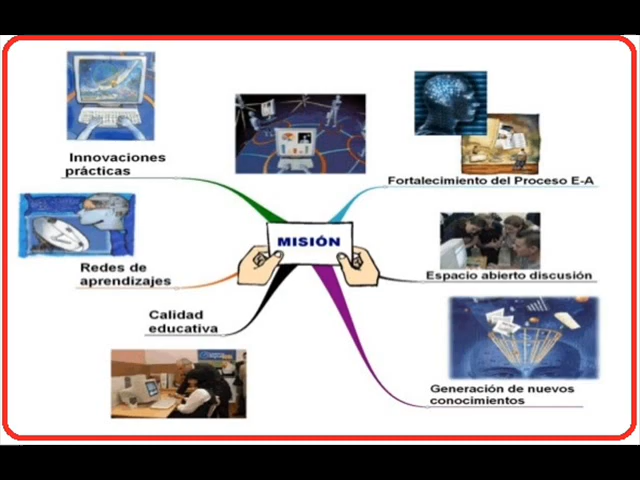 Innovaciones
prácticas
Fortalecimiento del Proceso E-A
MISIÓN
Redes de
aprendizajes
Espacio abierto discusión
Calidad
educativa
Generación de nuevos
conocimientos